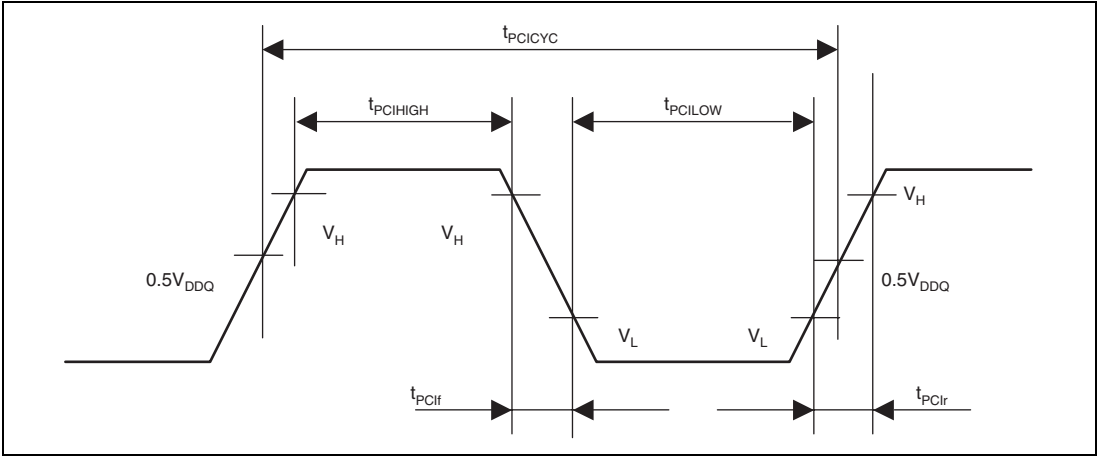 tPCICYC
tPCIHIGH
tPCILOW
VH
VH
VH
0.5VDDQ
0.5VDDQ
VL
VL
tPCIf
tPCIr